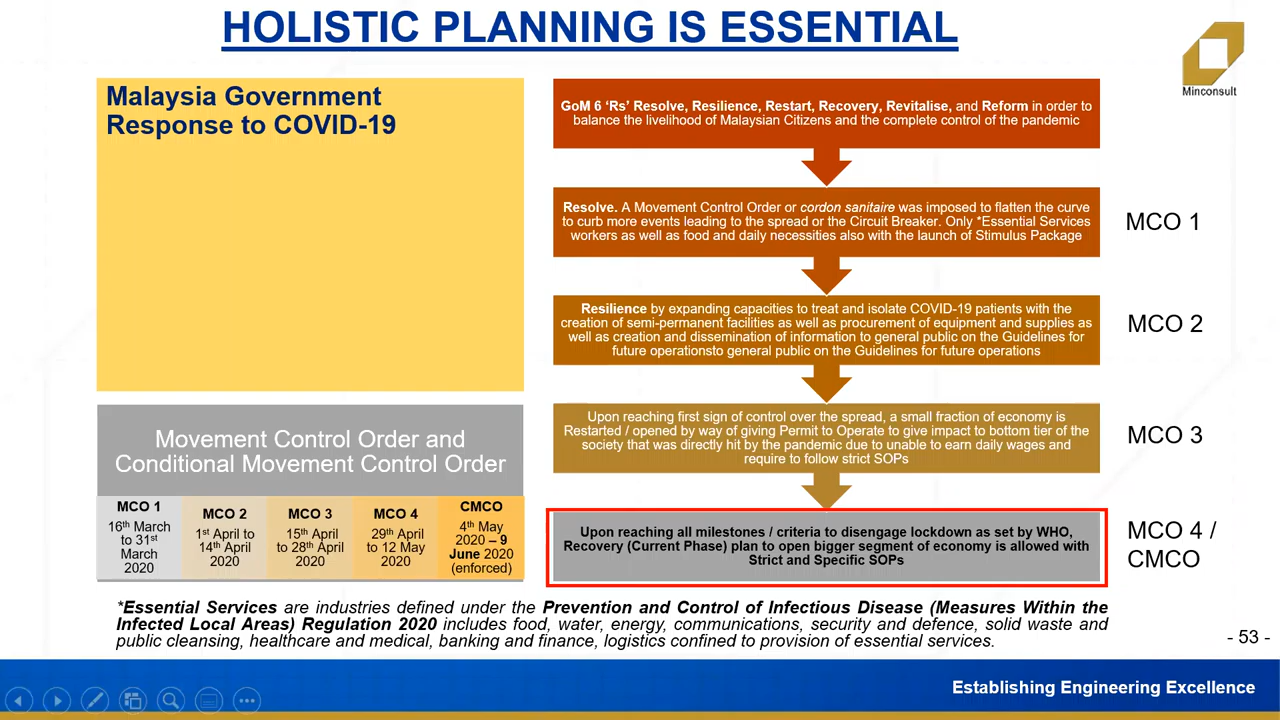 HOLISTIC PLANNING IS ESSENTIAL
Minconsult
Malaysia Government
Response to COVID-19
GoM 6 ‘Rs’ Resolve, Resilience, Restart, Recovery, Revitalise, and Reform in order to
balance the livelihood of Malaysian Citizens and the complete control of the pandemic
Resolve. A Movement Control Order or cordon sanitaire was imposed to flatten the curve
to curb more events leading to the spread or the Circuit Breaker. Only *Essential Services
workers as well as food and daily necessities also with the launch of Stimulus Package
MCO 1
Resilience by expanding capacities to treat and isolate COVID-19 patients with the
creation of semi-permanent facilities as well as procurement of equipment and supplies as
well as creation and dissemination of information to general public on the Guidelines for
future operationsto general public on the Guidelines for future operations
MCO 2
Upon reaching first sign of control over the spread, a small fraction of economy is
Restarted / opened by way of giving Permit to Operate to give impact to bottom tier of the
society that was directly hit by the pandemic due to unable to earn daily wages and
require to follow strict SOPs
MCO 3
Upon reaching all milestones / criteria to disengage lockdown as set by WHO,
Recovery (Current Phase) plan to open bigger segment of economy is allowed with
Strict and Specific SOPs
MCO 4 /
CMCO
Movement Control Order and
Conditional Movement Control Order
MCO 1
16th March
to 31st
March
2020
MCO 2
1st April to
14th April
2020
MCO 3
15th April
to 28th April
2020
MCO 4
29th April
to 12 May
2020
CMCO
4th May
2020 – 9
June 2020
(enforced)
*Essential Services are industries defined under the Prevention and Control of Infectious Disease (Measures Within the
Infected Local Areas) Regulation 2020 includes food, water, energy, communications, security and defence, solid waste and
public cleansing, healthcare and medical, banking and finance, logistics confined to provision of essential services.
- 53 -
Establishing Engineering Excellence